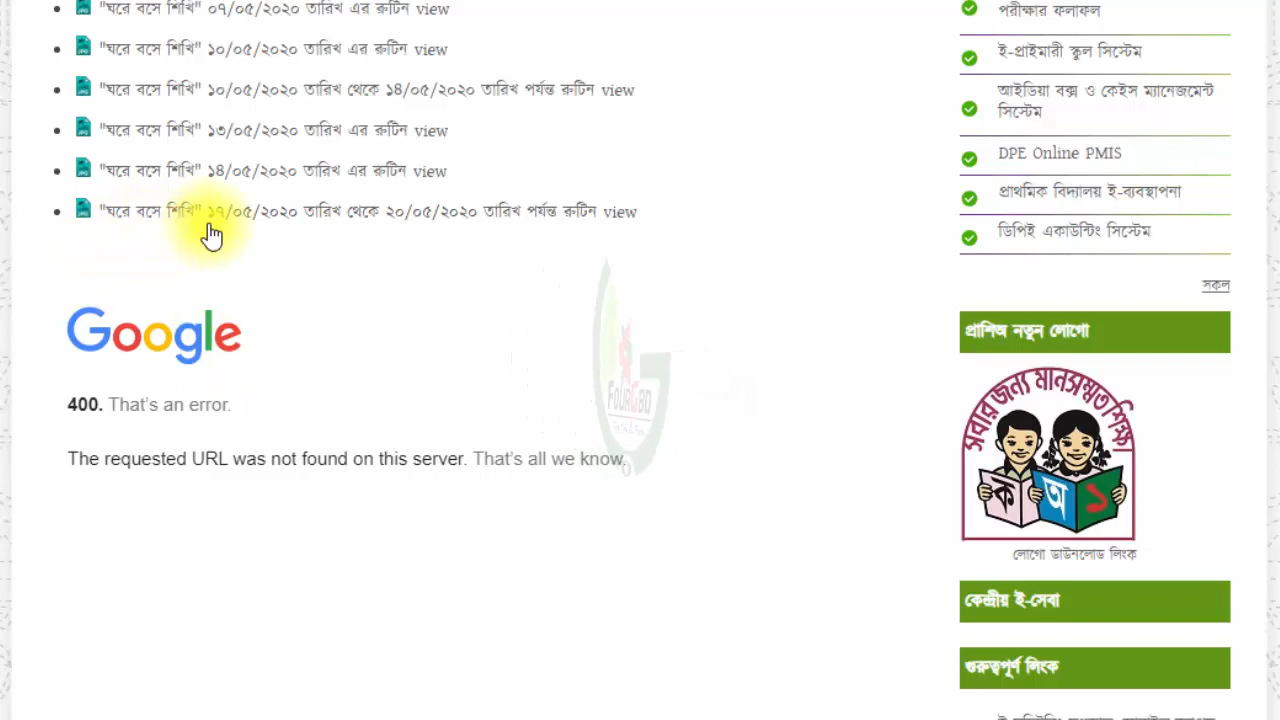 "ঘরে বসে শিখি" ০৭/০৫/২০২০ তারিখ এর রুটিন view
"ঘরে বসে শিখি" ১০/০৫/২০২০ তারিখ এর রুটিন view
"ঘরে বসে শিখি" ১০/০৫/২০২০ তারিখ থেকে ১৪/০৫/২০২০ তারিখ পর্যন্ত রুটিন view
"ঘরে বসে শিখি" ১৩/০৫/২০২০ তারিখ এর রুটিন view
"ঘরে বসে শিখি" ১৪/০৫/২০২০ তারিখ এর রুটিন view
"ঘরে বসে শিখি" ১৭/০৫/২০২০ তারিখ থেকে ২০/০৫/২০২০ তারিখ পর্যন্ত রুটিন view
Google
400. That's an error.
The requested URL was not found on this server. That's all we know.
FourGBD
পরীক্ষার ফলাফল
ই-প্রাইমারী স্কুল সিস্টেম
আইডিয়া বক্স ও কেইস ম্যানেজমেন্ট
সিস্টেম
DPE Online PMIS
প্রাথমিক বিদ্যালয় ই-ব্যবস্থাপনা
ডিপিই একাউন্টিং সিস্টেম
সকল
প্রাশিঅ নতুন লোগো
সবার জন্য মানসম্মত শিক্ষা
ক অ ১
লোগো ডাউনলোড লিংক
কেন্দ্রীয় ই-সেবা
গুরুত্বপূর্ণ লিংক